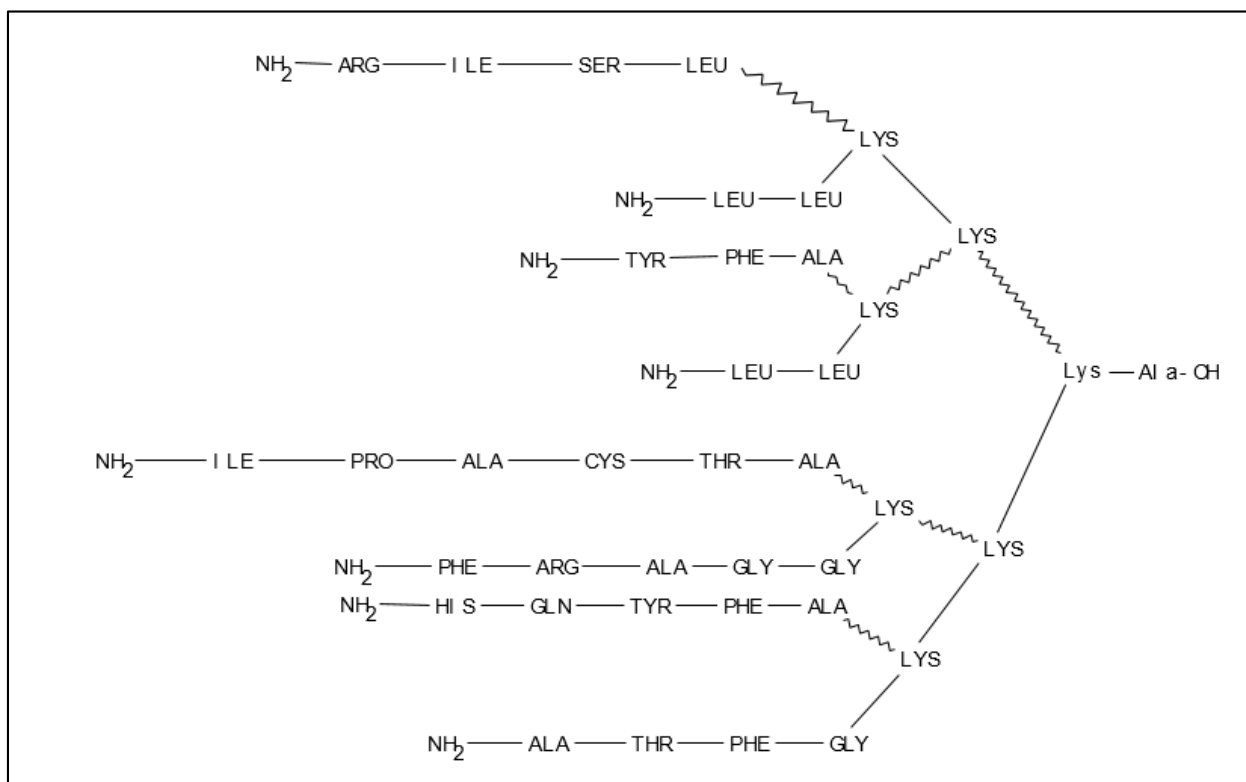 NH2 ARG ILE SER LEU
LYS
NH2 LEU LEU
LYS
NH2 TYR PHE ALA
LYS
NH2 LEU LEU
Lys Ala-OH
NH2 ILE PRO ALA CYS THR ALA
LYS
LYS
NH2 PHE ARG ALA GLY GLY
NH2 HIS GLN TYR PHE ALA
LYS
NH2 ALA THR PHE GLY